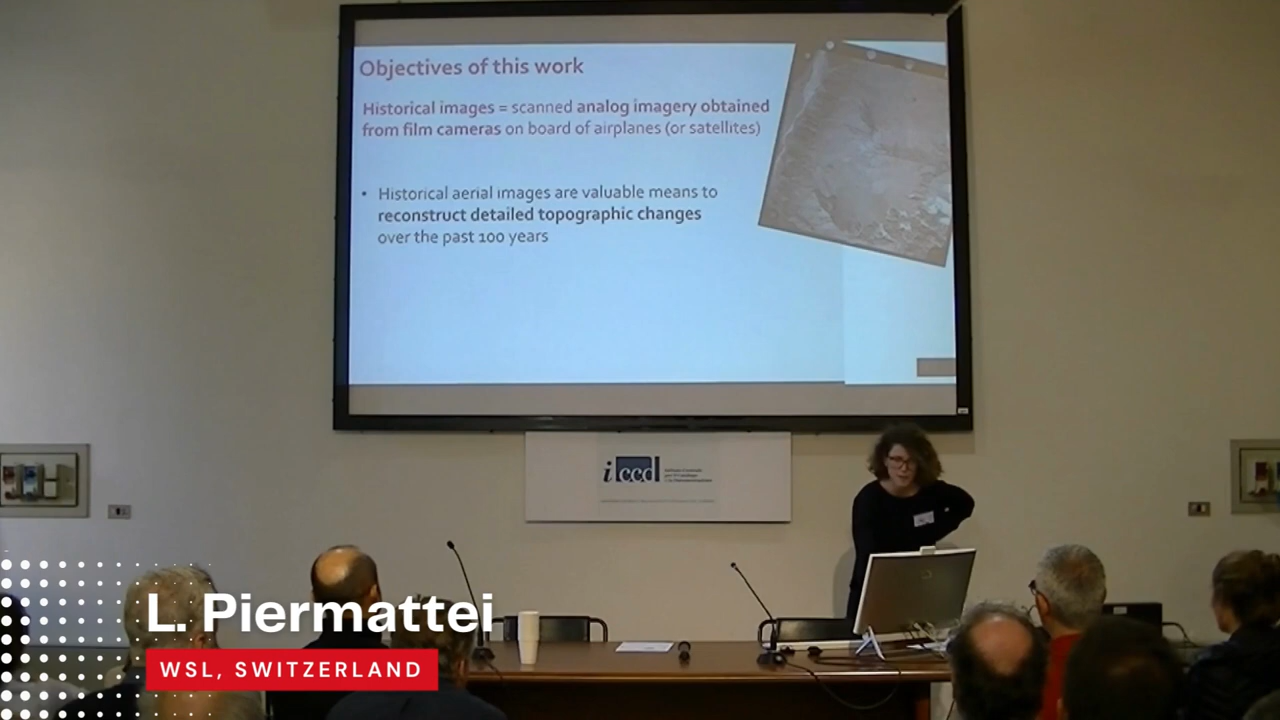 Objectives of this work
Historical images = scanned analog imagery obtained
from film cameras on board of airplanes (or satellites)
• Historical aerial images are valuable means to
reconstruct detailed topographic changes
over the past 100 years
iccd
L. Piermattei
WSL, SWITZERLAND